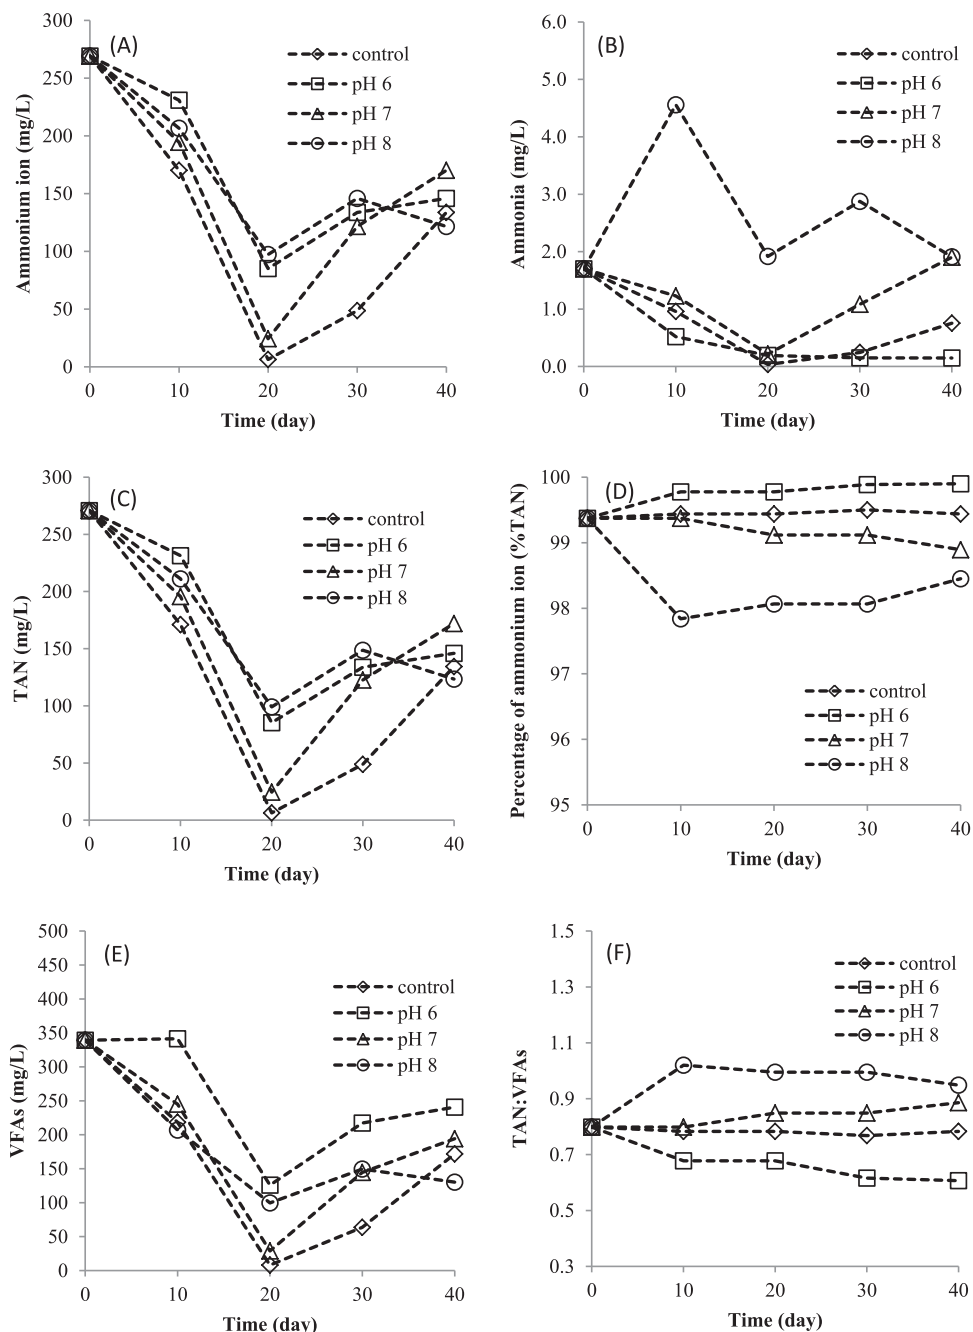 (A)
Ammonium ion (mg/L)
300
250
200
150
100
50
0
0 10 20 30 40
Time (day)
control
pH 6
pH 7
pH 8
(B)
Ammonia (mg/L)
6.0
5.0
4.0
3.0
2.0
1.0
0.0
0 10 20 30 40
Time (day)
control
pH 6
pH 7
pH 8
(C)
TAN (mg/L)
300
250
200
150
100
50
0
0 10 20 30 40
Time (day)
control
pH 6
pH 7
pH 8
(D)
Percentage of ammonium ion (%TAN)
100
99
98
97
96
95
0 10 20 30 40
Time (day)
control
pH 6
pH 7
pH 8
(E)
VFAs (mg/L)
500
450
400
350
300
250
200
150
100
50
0
0 10 20 30 40
Time (day)
control
pH 6
pH 7
pH 8
(F)
TAN:VFAs
1.5
1.3
1.1
0.9
0.7
0.5
0.3
0 10 20 30 40
Time (day)
control
pH 6
pH 7
pH 8